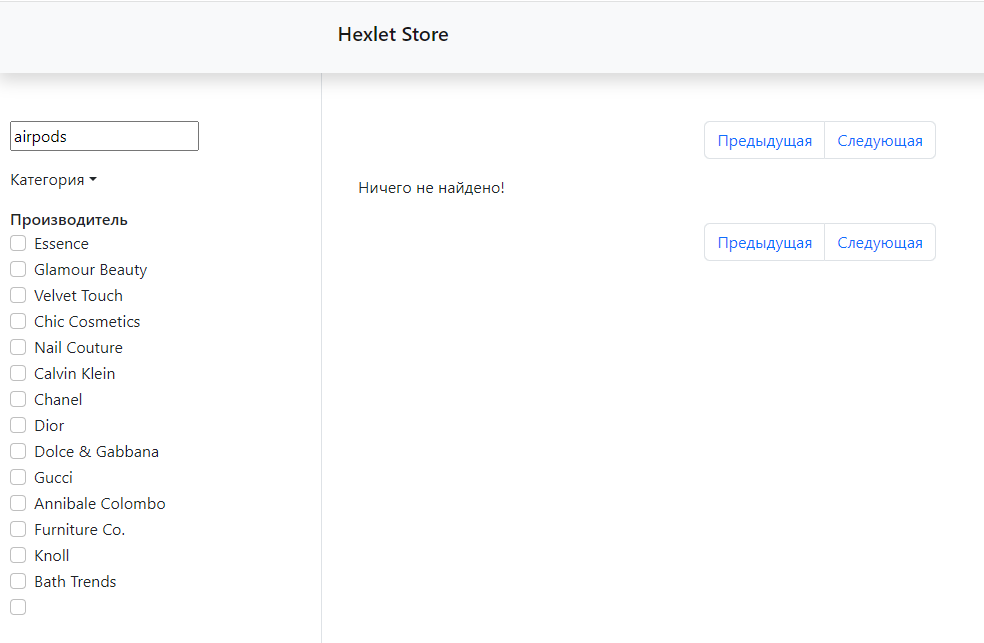 Hexlet Store
airpods
Категория
Производитель
Essence
Glamour Beauty
Velvet Touch
Chic Cosmetics
Nail Couture
Calvin Klein
Chanel
Dior
Dolce & Gabbana
Gucci
Annibale Colombo
Furniture Co.
Knoll
Bath Trends
Предыдущая Следующая
Ничего не найдено!
Предыдущая Следующая